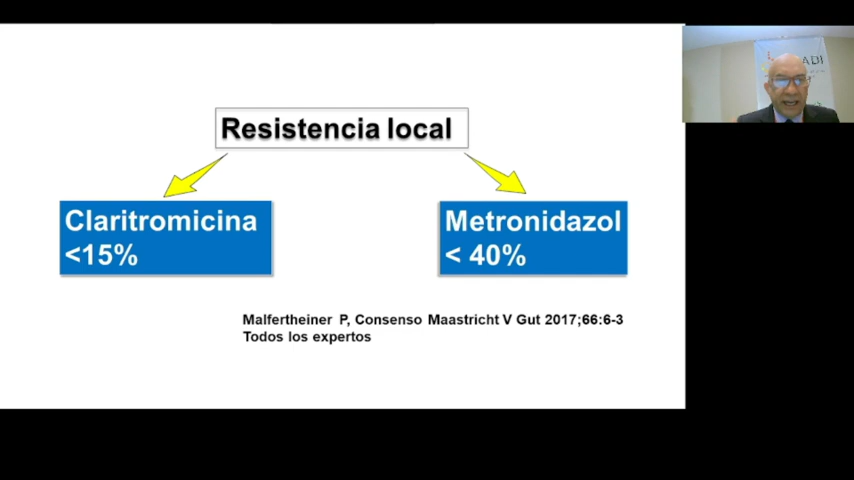 Resistencia local
Claritromicina
<15%
Metronidazol
< 40%
Malfertheiner P, Consenso Maastricht V Gut 2017;66:6-3
Todos los expertos